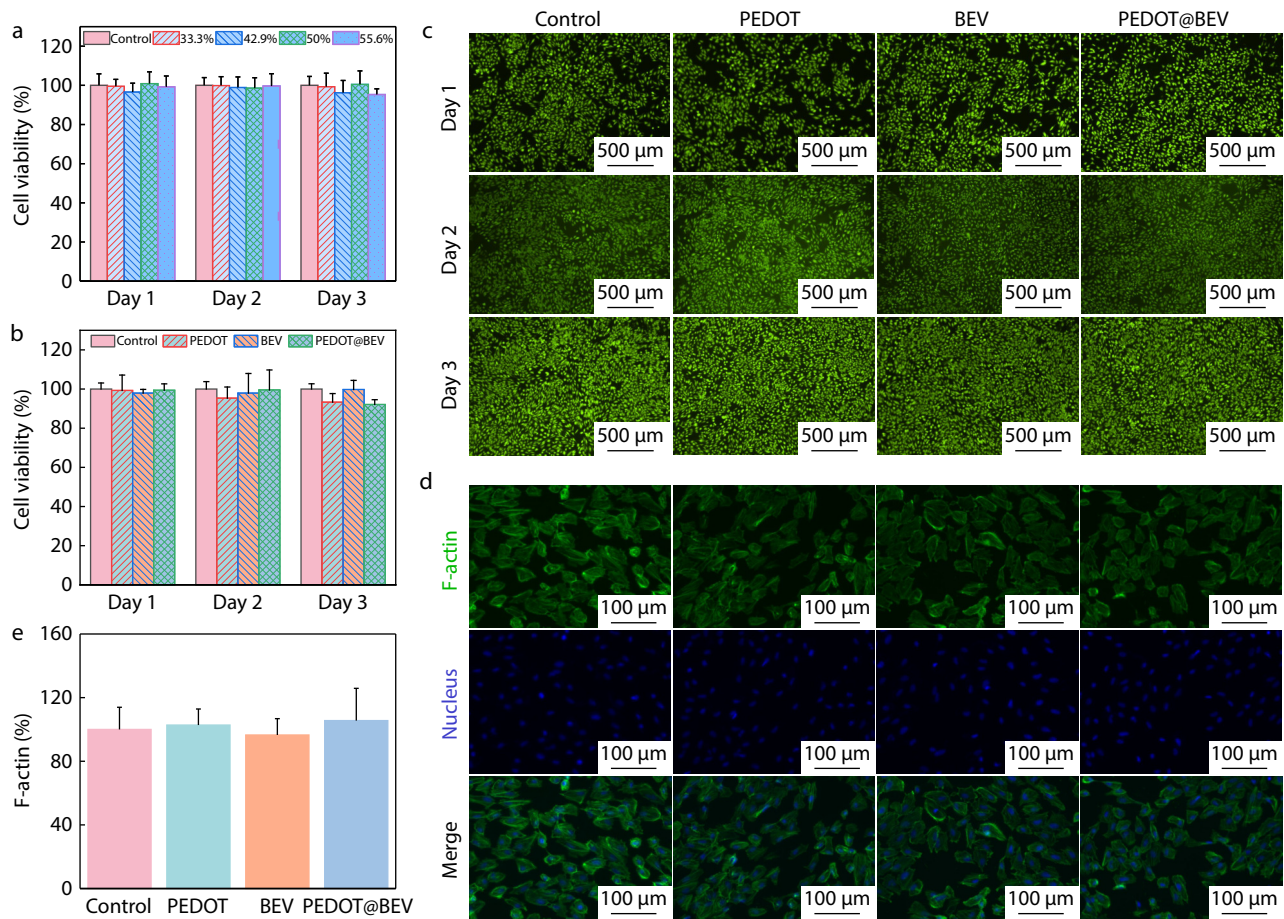 a
Control 33.3% 42.9% 50% 55.6%
120
100
80
60
40
20
0
Cell viability (%)
Day 1 Day 2 Day 3
b
Control PEDOT BEV PEDOT@BEV
120
100
80
60
40
20
0
Cell viability (%)
Day 1 Day 2 Day 3
e
160
120
80
40
0
F-actin (%)
Control PEDOT BEV PEDOT@BEV
c
Control PEDOT BEV PEDOT@BEV
Day 1
500 μm 500 μm 500 μm 500 μm
Day 2
500 μm 500 μm 500 μm 500 μm
Day 3
500 μm 500 μm 500 μm 500 μm
d
F-actin
100 μm 100 μm 100 μm 100 μm
Nucleus
100 μm 100 μm 100 μm 100 μm
Merge
100 μm 100 μm 100 μm 100 μm